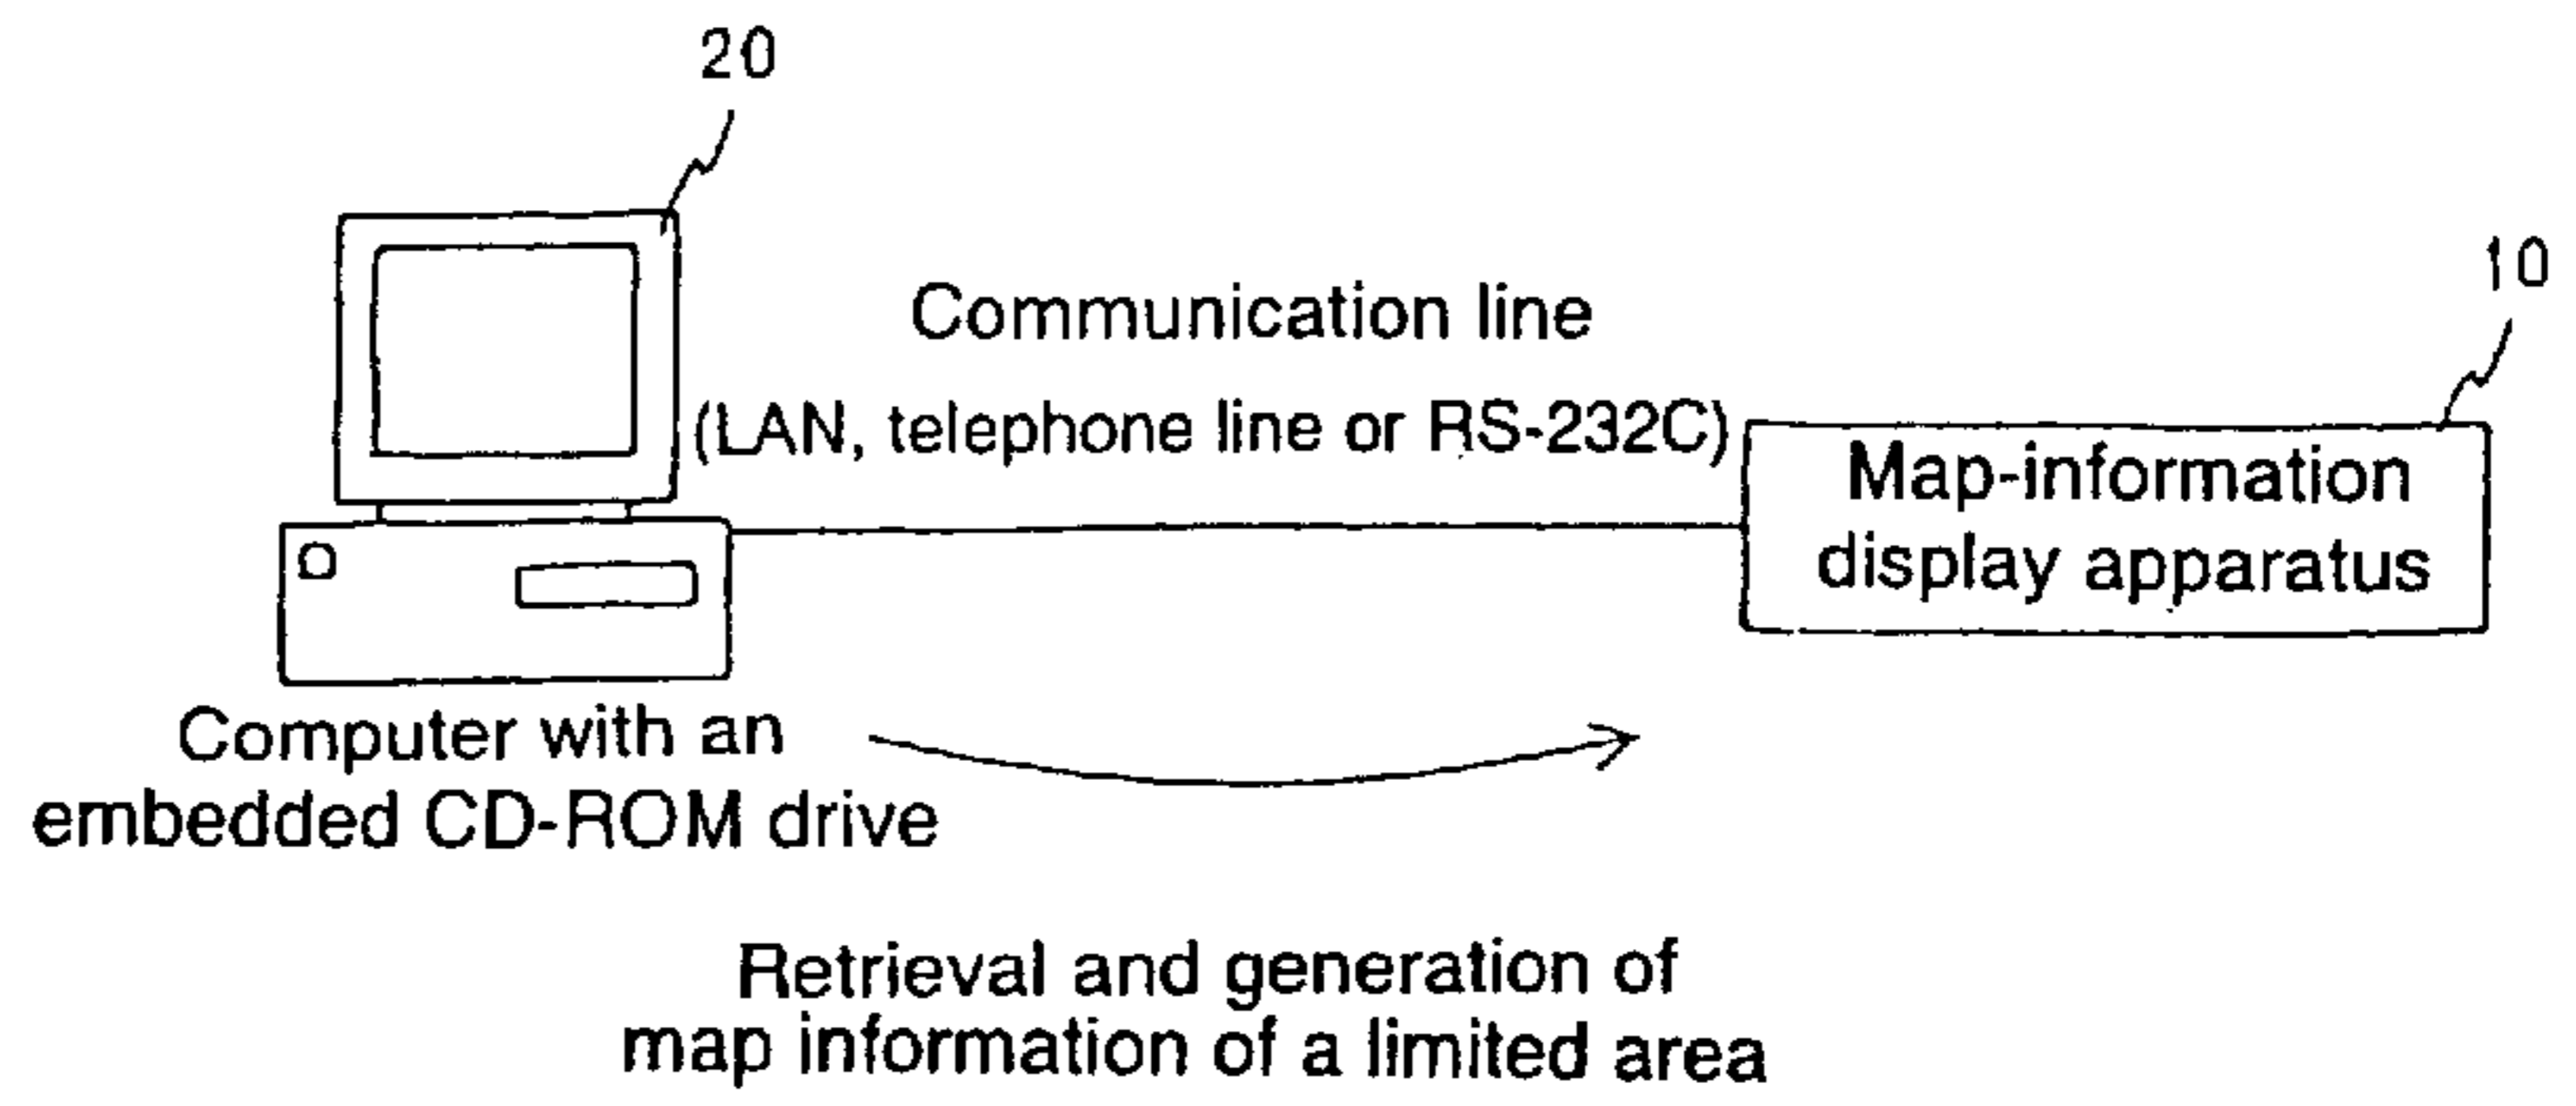 20
10
Communication line
(LAN, telephone line or RS-232C)
Map-information
display apparatus
Computer with an
embedded CD-ROM drive
Retrieval and generation of
map information of a limited area